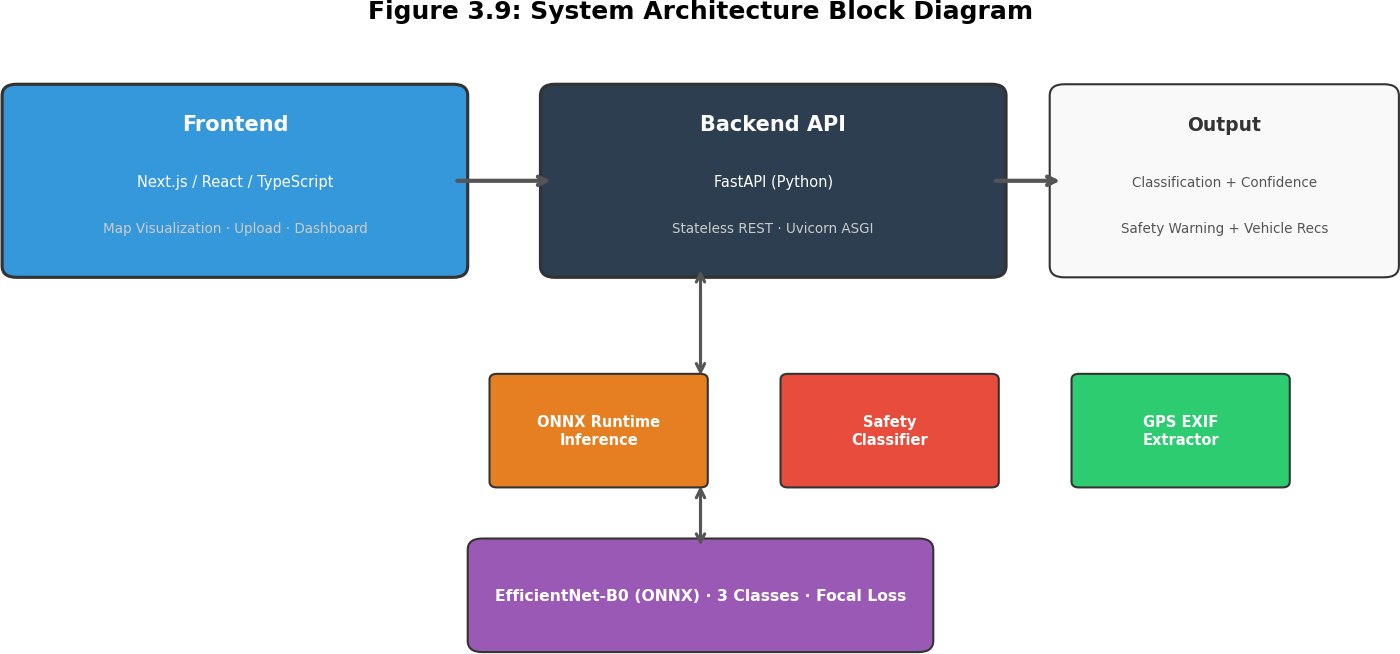 Figure 3.9: System Architecture Block Diagram
Frontend
Next.js / React / TypeScript
Map Visualization · Upload · Dashboard
Backend API
FastAPI (Python)
Stateless REST · Uvicorn ASGI
Output
Classification + Confidence
Safety Warning + Vehicle Recs
ONNX Runtime
Inference
Safety
Classifier
GPS EXIF
Extractor
EfficientNet-B0 (ONNX) · 3 Classes · Focal Loss